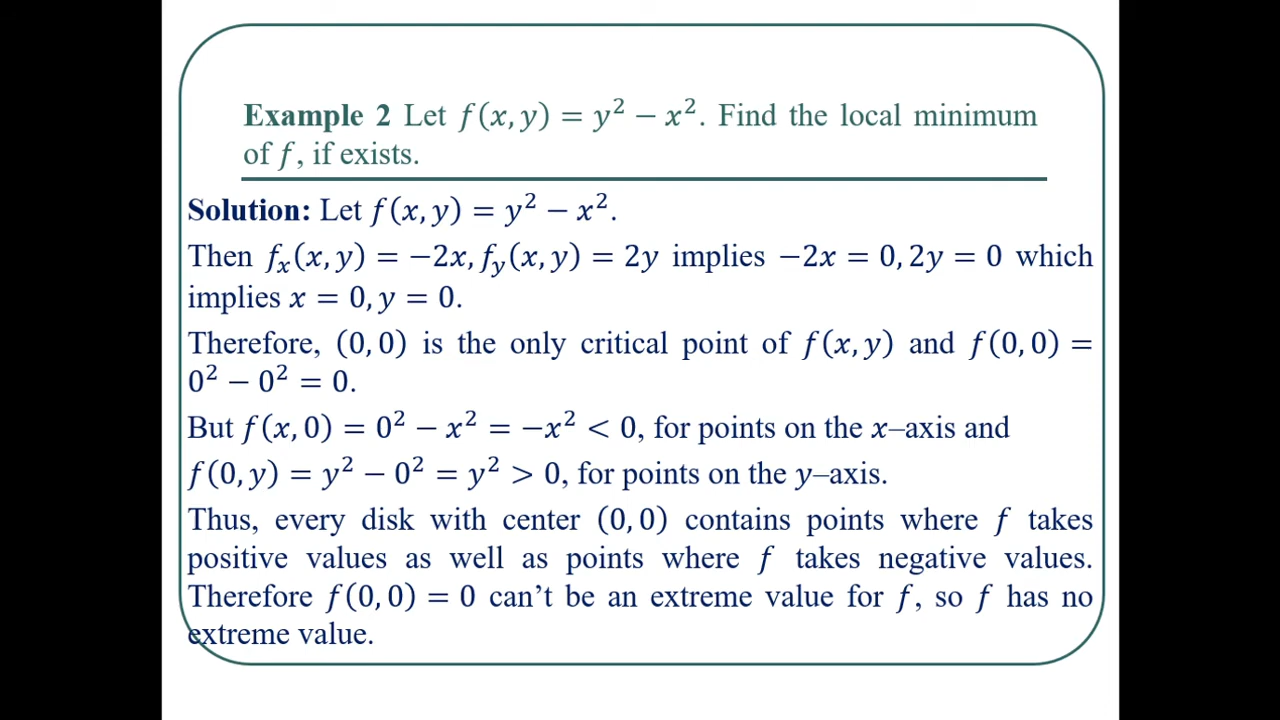 Example 2 Let f(x, y) = y² − x². Find the local minimum
of f, if exists.
Solution: Let f(x, y) = y² − x².
Then fₓ(x, y) = −2x, f_y(x, y) = 2y implies −2x = 0, 2y = 0 which
implies x = 0, y = 0.
Therefore, (0, 0) is the only critical point of f(x, y) and f(0, 0) =
0² − 0² = 0.
But f(x, 0) = 0² − x² = −x² < 0, for points on the x–axis and
f(0, y) = y² − 0² = y² > 0, for points on the y–axis.
Thus, every disk with center (0, 0) contains points where f takes
positive values as well as points where f takes negative values.
Therefore f(0, 0) = 0 can’t be an extreme value for f, so f has no
extreme value.